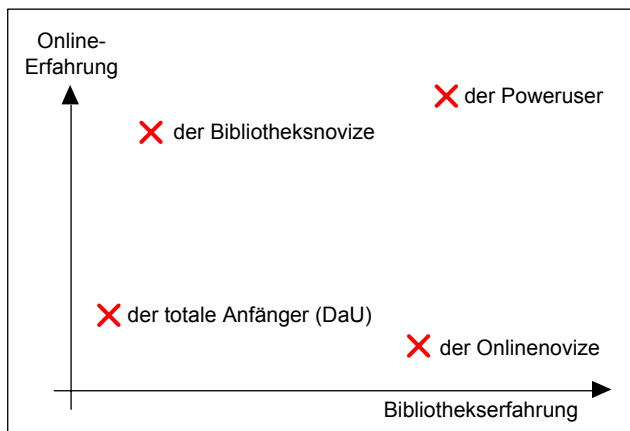 Online-
Erfahrung
der Poweruser
der Bibliotheksnovize
der totale Anfänger (DaU)
der Onlinenovize
Bibliothekserfahrung